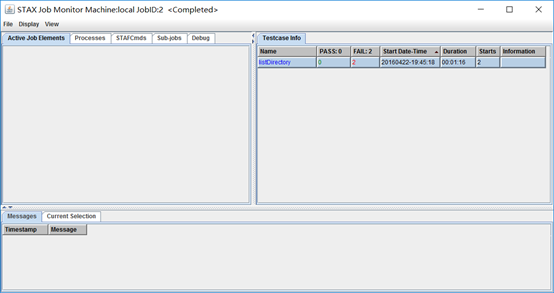 STAX Job Monitor Machine:local JobID:2 <Completed>
File Display View
Active Job Elements Processes STAFCmds Sub-jobs Debug
Testcase Info
Name PASS: 0 FAIL: 2 Start Date-Time Duration Starts Information
listDirectory 0 2 20160422-19:45:18 00:01:16 2
Messages Current Selection
Timestamp Message